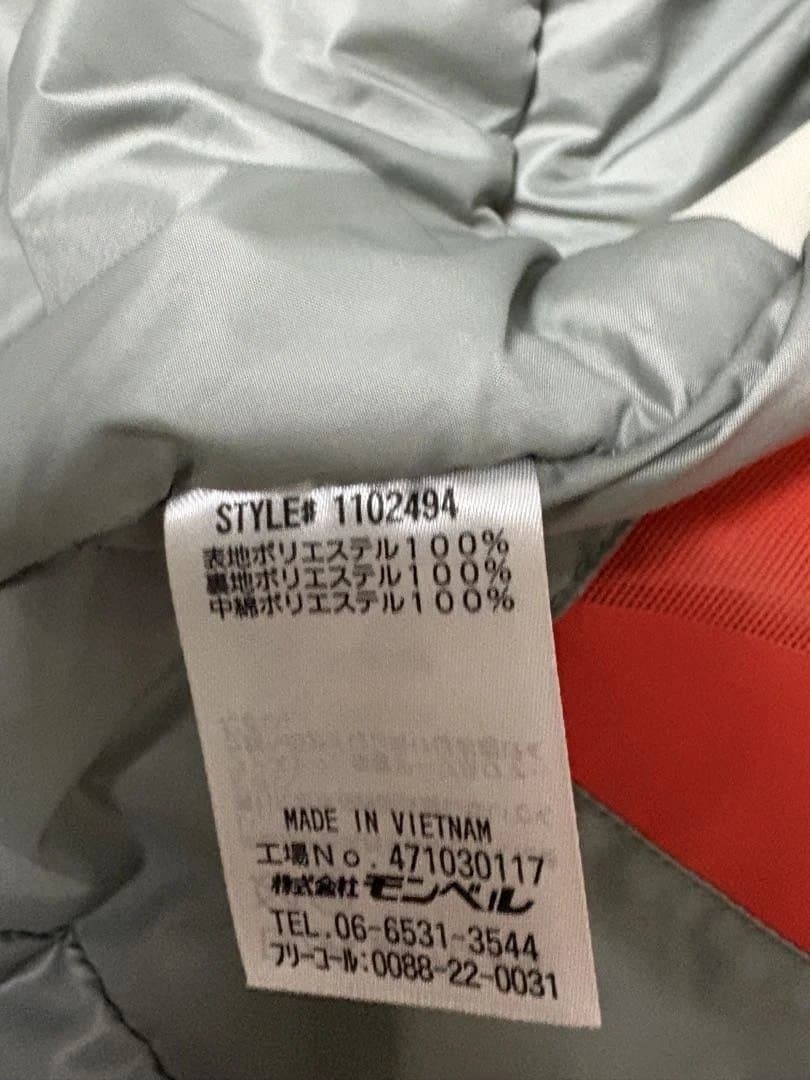 STYLE# 1102494
表地ポリエステル100%
裏地ポリエステル100%
中綿ポリエステル100%
MADE IN VIETNAM
工場No.471030117
株式会社 モンベル
TEL.06-6531-3544
フリーコール:0088-22-0031